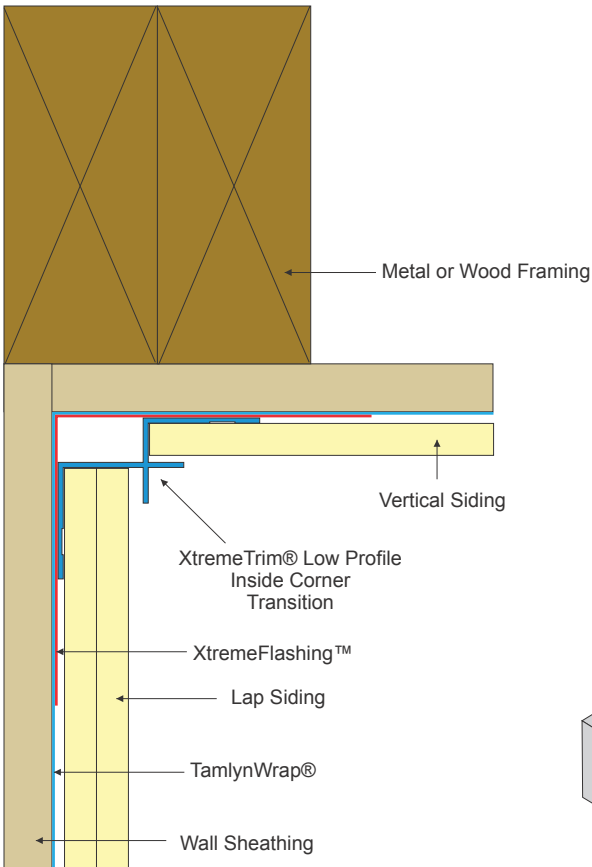 Metal or Wood Framing
Vertical Siding
XtremeTrim® Low Profile
Inside Corner
Transition
XtremeFlashing™
Lap Siding
TamlynWrap®
Wall Sheathing